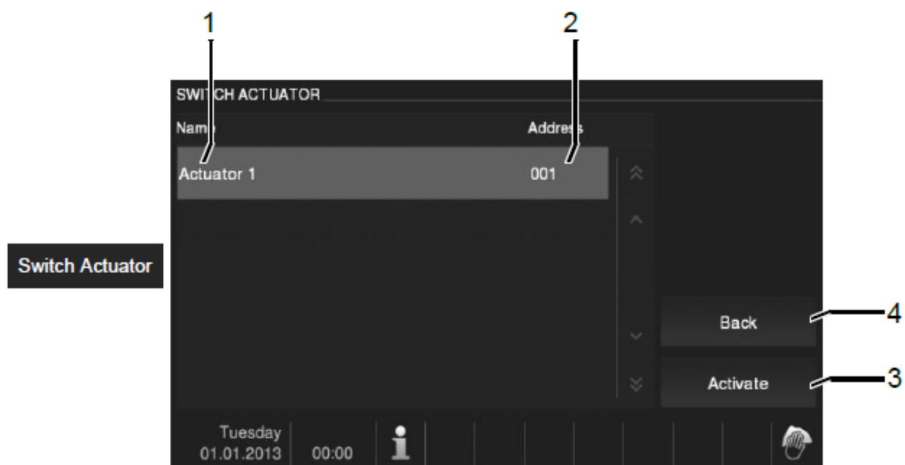 1 2
SWITCH ACTUATOR
Name Address
Actuator 1 001
Switch Actuator
Back 4
Activate 3
Tuesday
01.01.2013 00:00 i